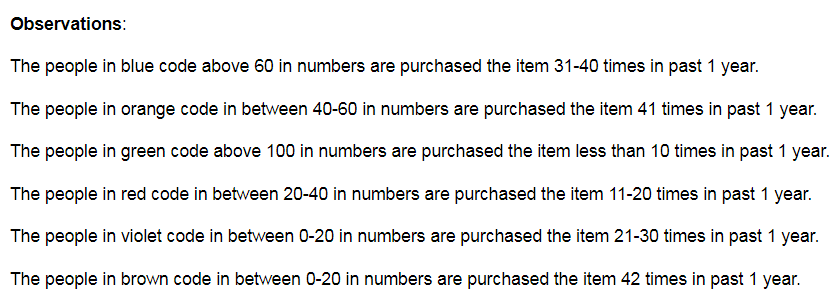 Observations:
The people in blue code above 60 in numbers are purchased the item 31-40 times in past 1 year.
The people in orange code in between 40-60 in numbers are purchased the item 41 times in past 1 year.
The people in green code above 100 in numbers are purchased the item less than 10 times in past 1 year.
The people in red code in between 20-40 in numbers are purchased the item 11-20 times in past 1 year.
The people in violet code in between 0-20 in numbers are purchased the item 21-30 times in past 1 year.
The people in brown code in between 0-20 in numbers are purchased the item 42 times in past 1 year.